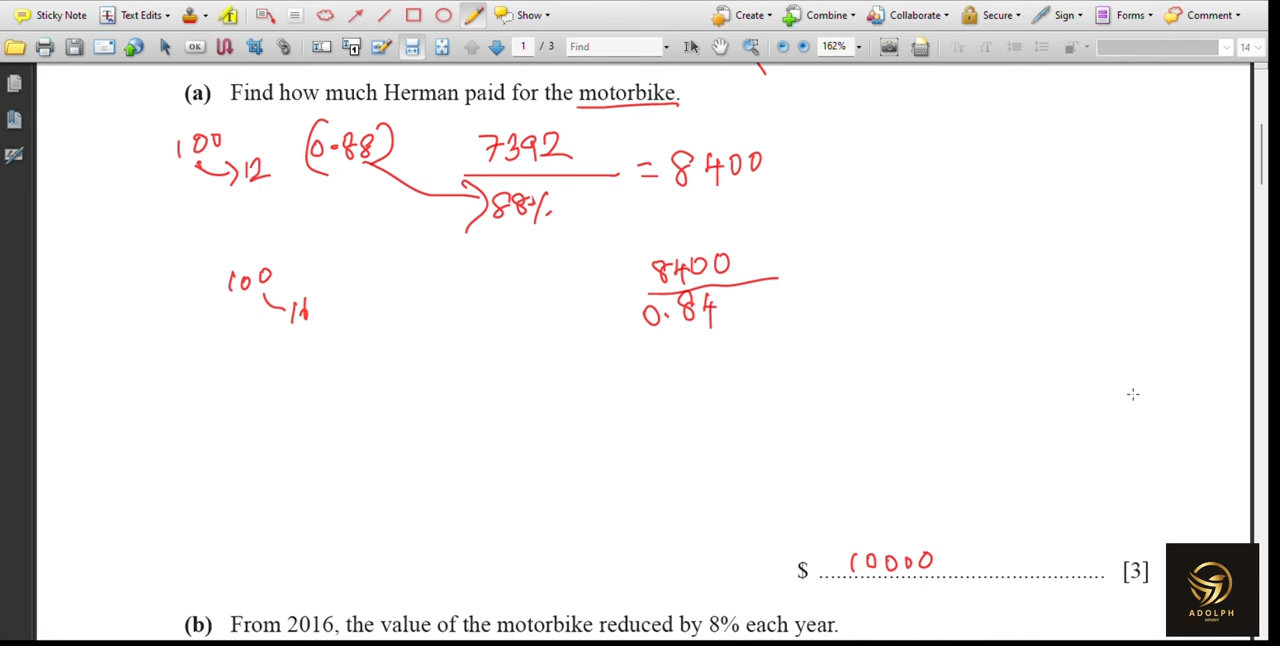 Sticky Note Text Edits Show Create Combine Collaborate Secure Sign Forms Comment
OK 1 / 3 Find 162% 14
(a) Find how much Herman paid for the motorbike.
100 (0.88) 7392
12 = 8400
88%
100 8400
16 0.84
$ 10000 [3]
ADOLPH
(b) From 2016, the value of the motorbike reduced by 8% each year.